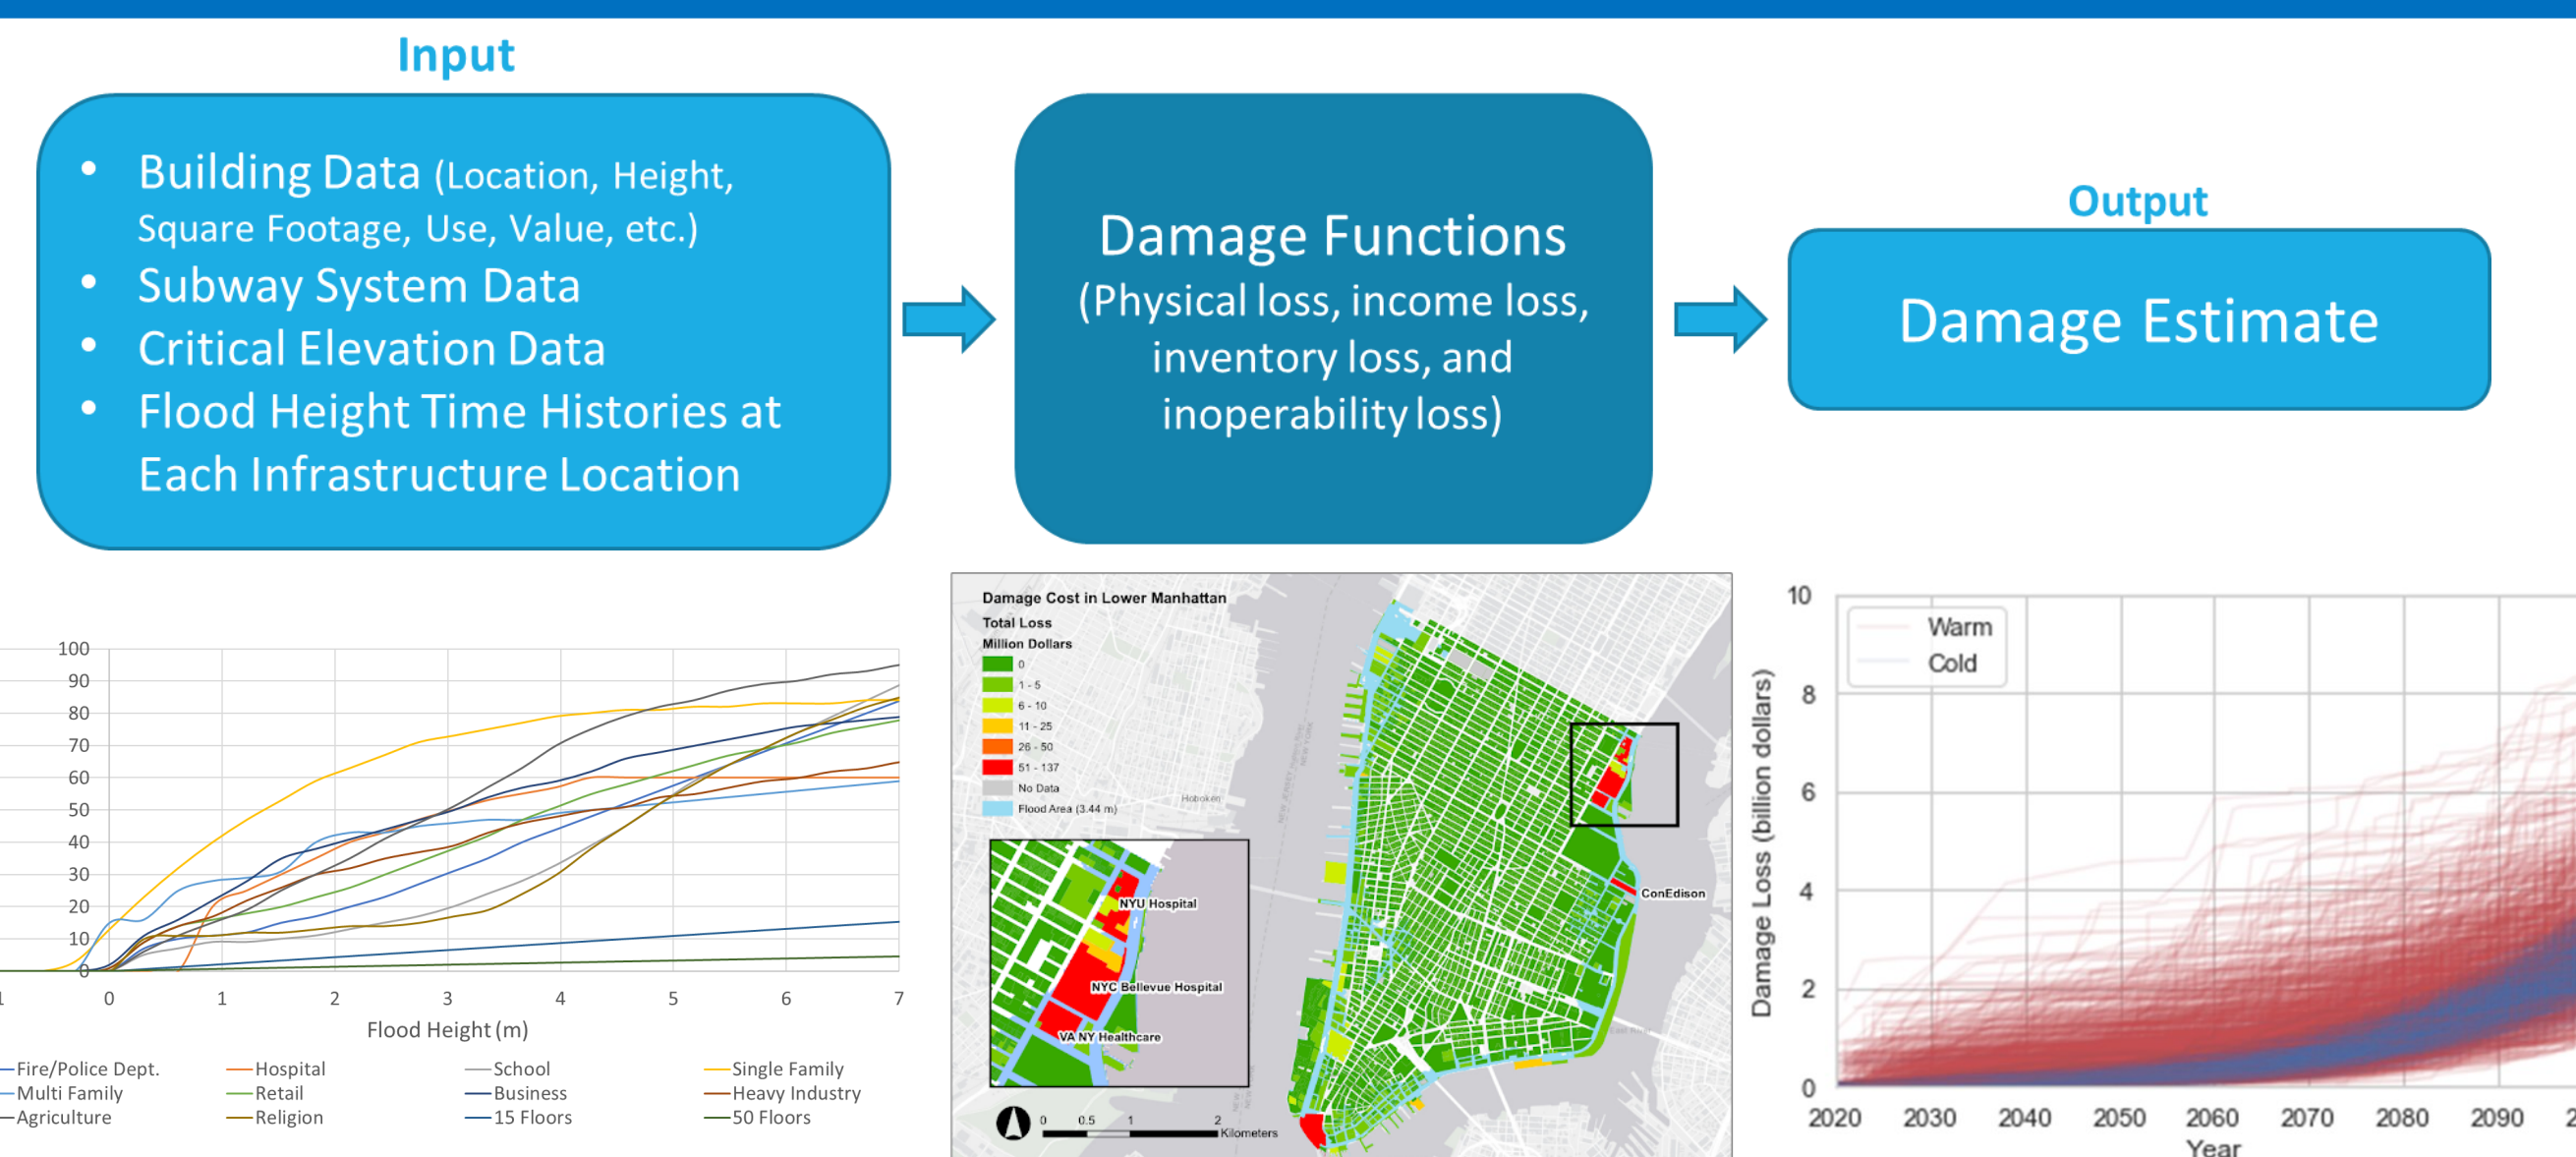 Input
• Building Data (Location, Height,
Square Footage, Use, Value, etc.)
• Subway System Data
• Critical Elevation Data
• Flood Height Time Histories at
Each Infrastructure Location
Damage Functions
(Physical loss, income loss,
inventory loss, and
inoperability loss)
Output
Damage Estimate
100
90
80
70
60
50
40
30
20
10
0
0 1 2 3 4 5 6 7
Flood Height (m)
Fire/Police Dept. Hospital School Single Family
Multi Family Retail Business Heavy Industry
Agriculture Religion 15 Floors 50 Floors
Damage Cost in Lower Manhattan
Total Loss
Million Dollars
0
1 - 5
6 - 10
11 - 25
26 - 50
51 - 137
No Data
Flood Area (3.44 m)
Hoboken
NEW JERSEY
NEW YORK
ConEdison
NYU Hospital
NYC Bellevue Hospital
VA NY Healthcare
0 0.5 1 2
Kilometers
Warm
Cold
Damage Loss (billion dollars)
10
8
6
4
2
0
2020 2030 2040 2050 2060 2070 2080 2090
Year